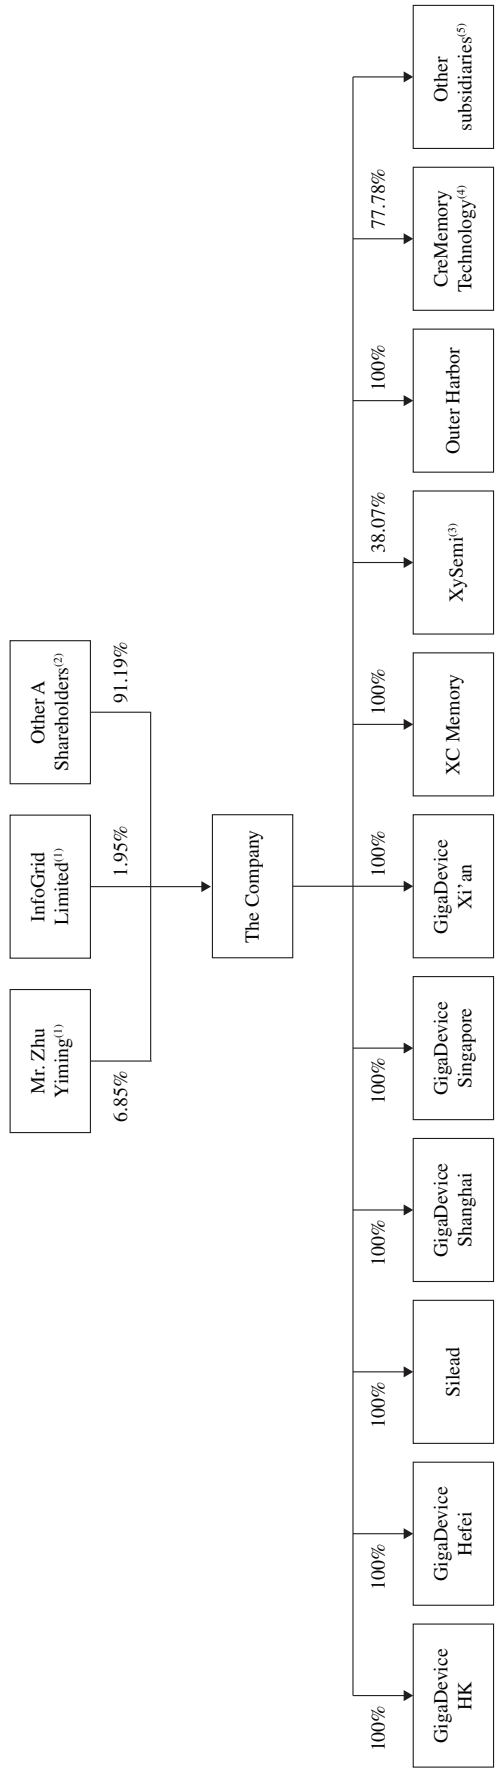 Mr. Zhu
Yiming(1)
InfoGrid
Limited(1)
Other A
Shareholders(2)
6.85%
1.95%
91.19%
The Company
100%
100%
100%
100%
100%
100%
100%
38.07%
100%
77.78%
GigaDevice
HK
GigaDevice
Hefei
Silead
GigaDevice
Shanghai
GigaDevice
Singapore
GigaDevice
Xi'an
XC Memory
XySemi(3)
Outer Harbor
CreMemory
Technology(4)
Other
subsidiaries(5)